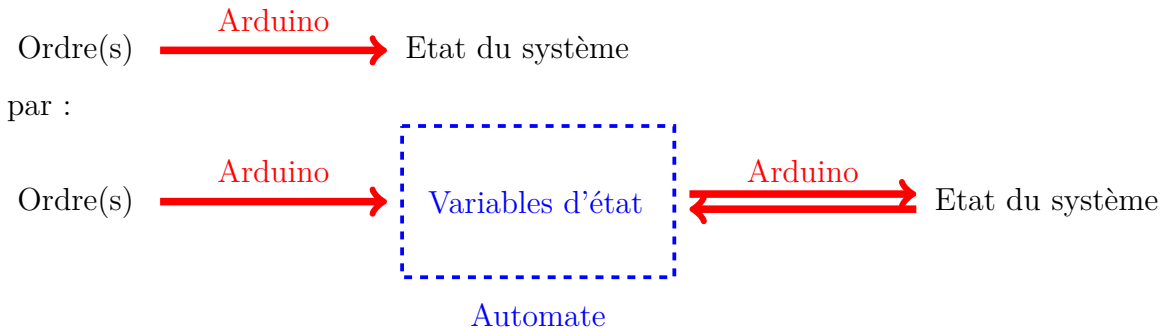 Arduino
Ordre(s) Etat du système
par :
Arduino Arduino
Ordre(s) Variables d'état Etat du système
Automate